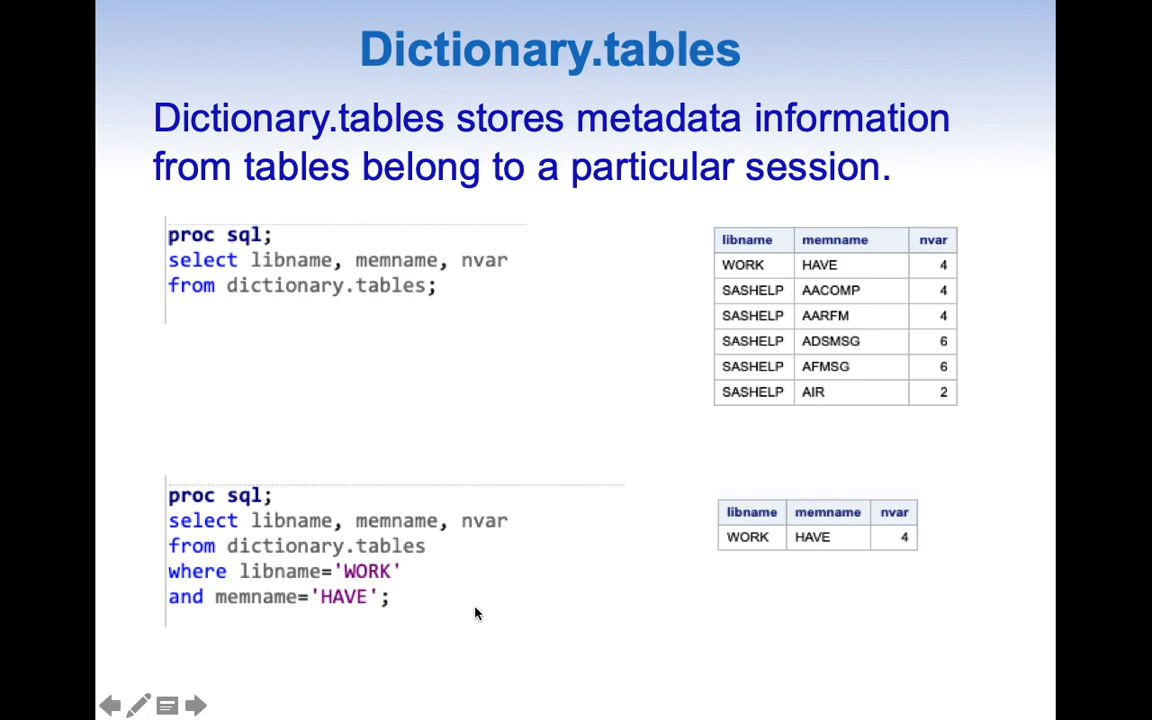 Dictionary.tables
Dictionary.tables stores metadata information
from tables belong to a particular session.
proc sql;
select libname, memname, nvar
from dictionary.tables;
libname memname nvar
WORK HAVE 4
SASHELP AACOMP 4
SASHELP AARFM 4
SASHELP ADSMSG 6
SASHELP AFMSG 6
SASHELP AIR 2
proc sql;
select libname, memname, nvar
from dictionary.tables
where libname='WORK'
and memname='HAVE';
libname memname nvar
WORK HAVE 4